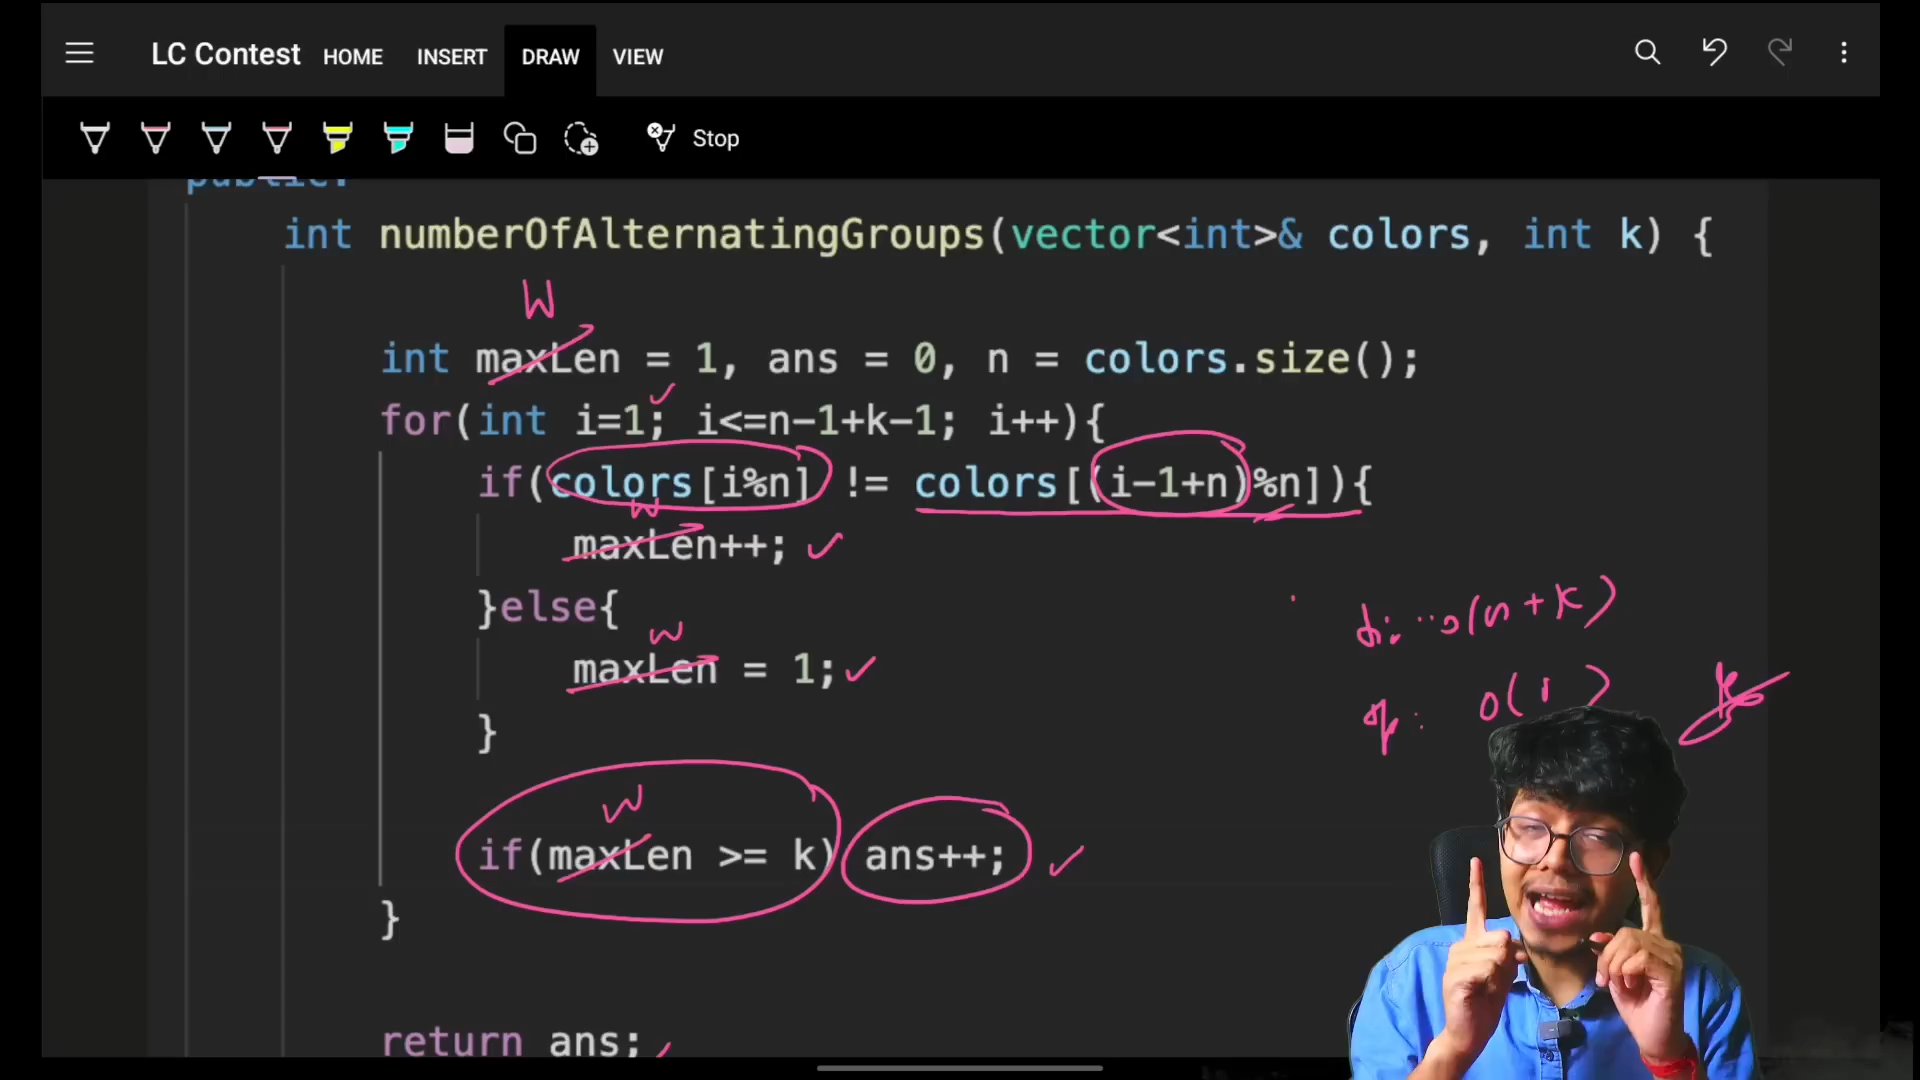 LC Contest HOME INSERT DRAW VIEW
Stop
public:
int numberOfAlternatingGroups(vector<int>& colors, int k) {
W
int maxLen = 1, ans = 0, n = colors.size();
for(int i=1; i<=n-1+k-1; i++){
if(colors[i%n] != colors[(i-1+n)%n]){
W
maxLen++;
}else{
O(n+k)
W
maxLen = 1;
O(1)
}
W
if(maxLen >= k) ans++;
}
return ans;